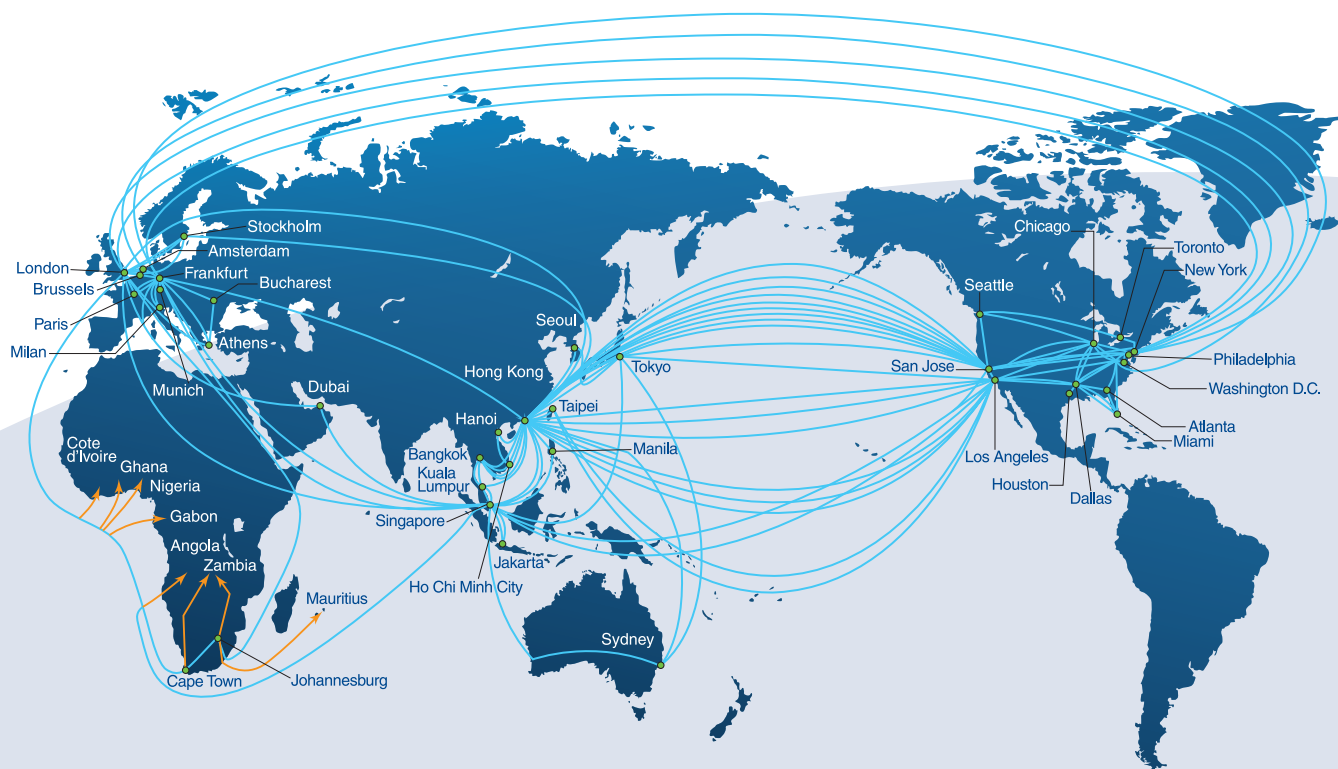 Stockholm
Amsterdam
London
Frankfurt
Brussels
Bucharest
Paris
Athens
Milan
Munich
Dubai
Seoul
Hong Kong
Tokyo
Taipei
Hanoi
Manila
Bangkok
Kuala
Lumpur
Singapore
Jakarta
Ho Chi Minh City
Sydney
Cote
d'Ivoire
Ghana
Nigeria
Gabon
Angola
Zambia
Mauritius
Cape Town
Johannesburg
Chicago
Toronto
New York
Seattle
San Jose
Philadelphia
Washington D.C.
Atlanta
Miami
Los Angeles
Houston
Dallas